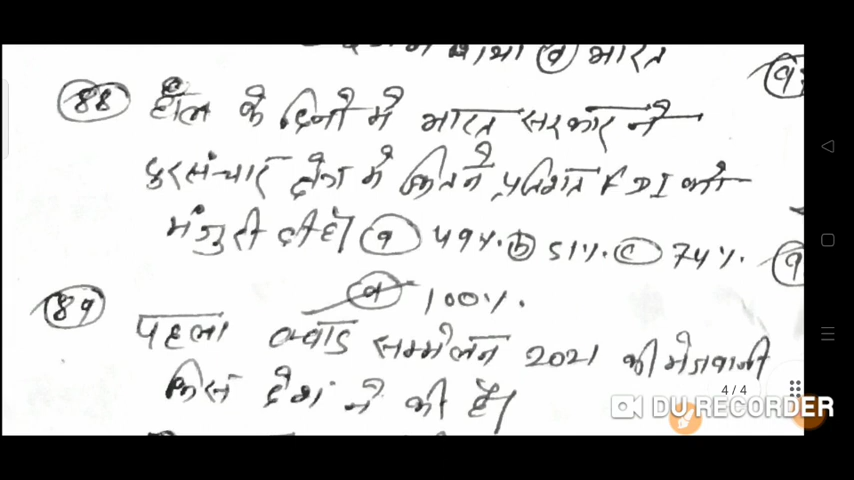 (d) भारत
(88) हाल के दिनों में भारत सरकार ने
दुरसंचार क्षेत्र में कितने प्रतिशत FDI को
मंजुरी दी है। (a) 49%. (b) 51%. (c) 74%.
(d) 100%.
(89) पहला क्वाड सम्मेलन 2021 की मेजबानी
किस देश ने की है।
4/4
DU RECORDER